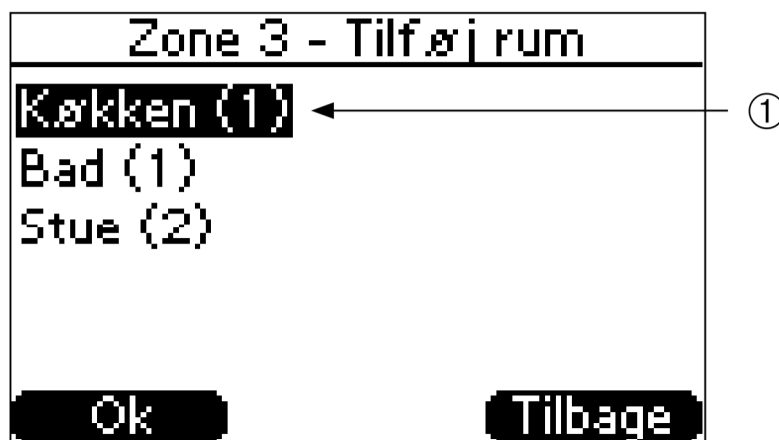 Zone 3 - Tilføj rum
Køkken (1) ①
Bad (1)
Stue (2)
Ok Tilbage